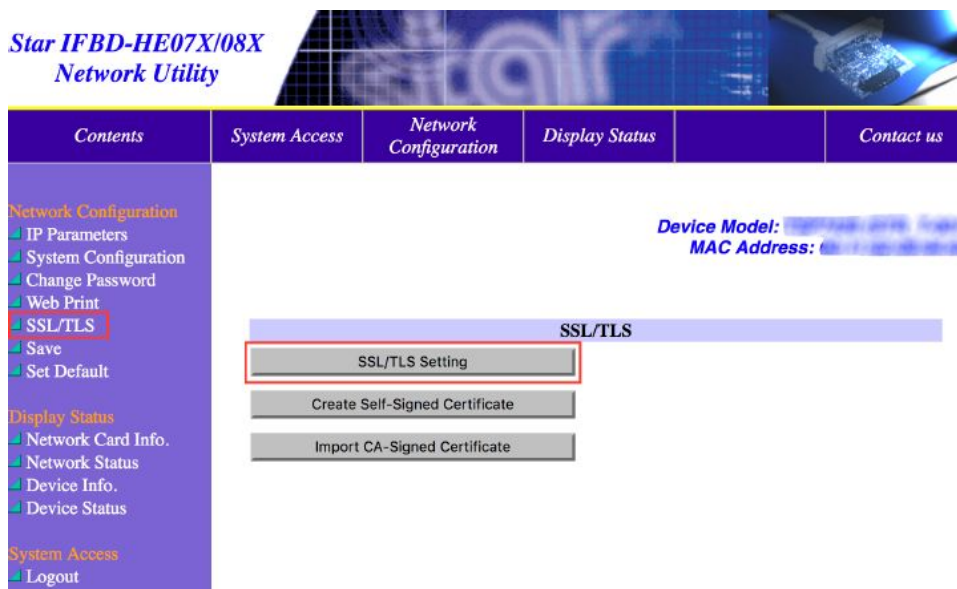 Star IFBD-HE07X/08X
Network Utility
star
Contents
System Access
Network
Configuration
Display Status
Contact us
Network Configuration
IP Parameters
System Configuration
Change Password
Web Print
SSL/TLS
Save
Set Default
Display Status
Network Card Info.
Network Status
Device Info.
Device Status
System Access
Logout
Device Model:
MAC Address:
SSL/TLS
SSL/TLS Setting
Create Self-Signed Certificate
Import CA-Signed Certificate